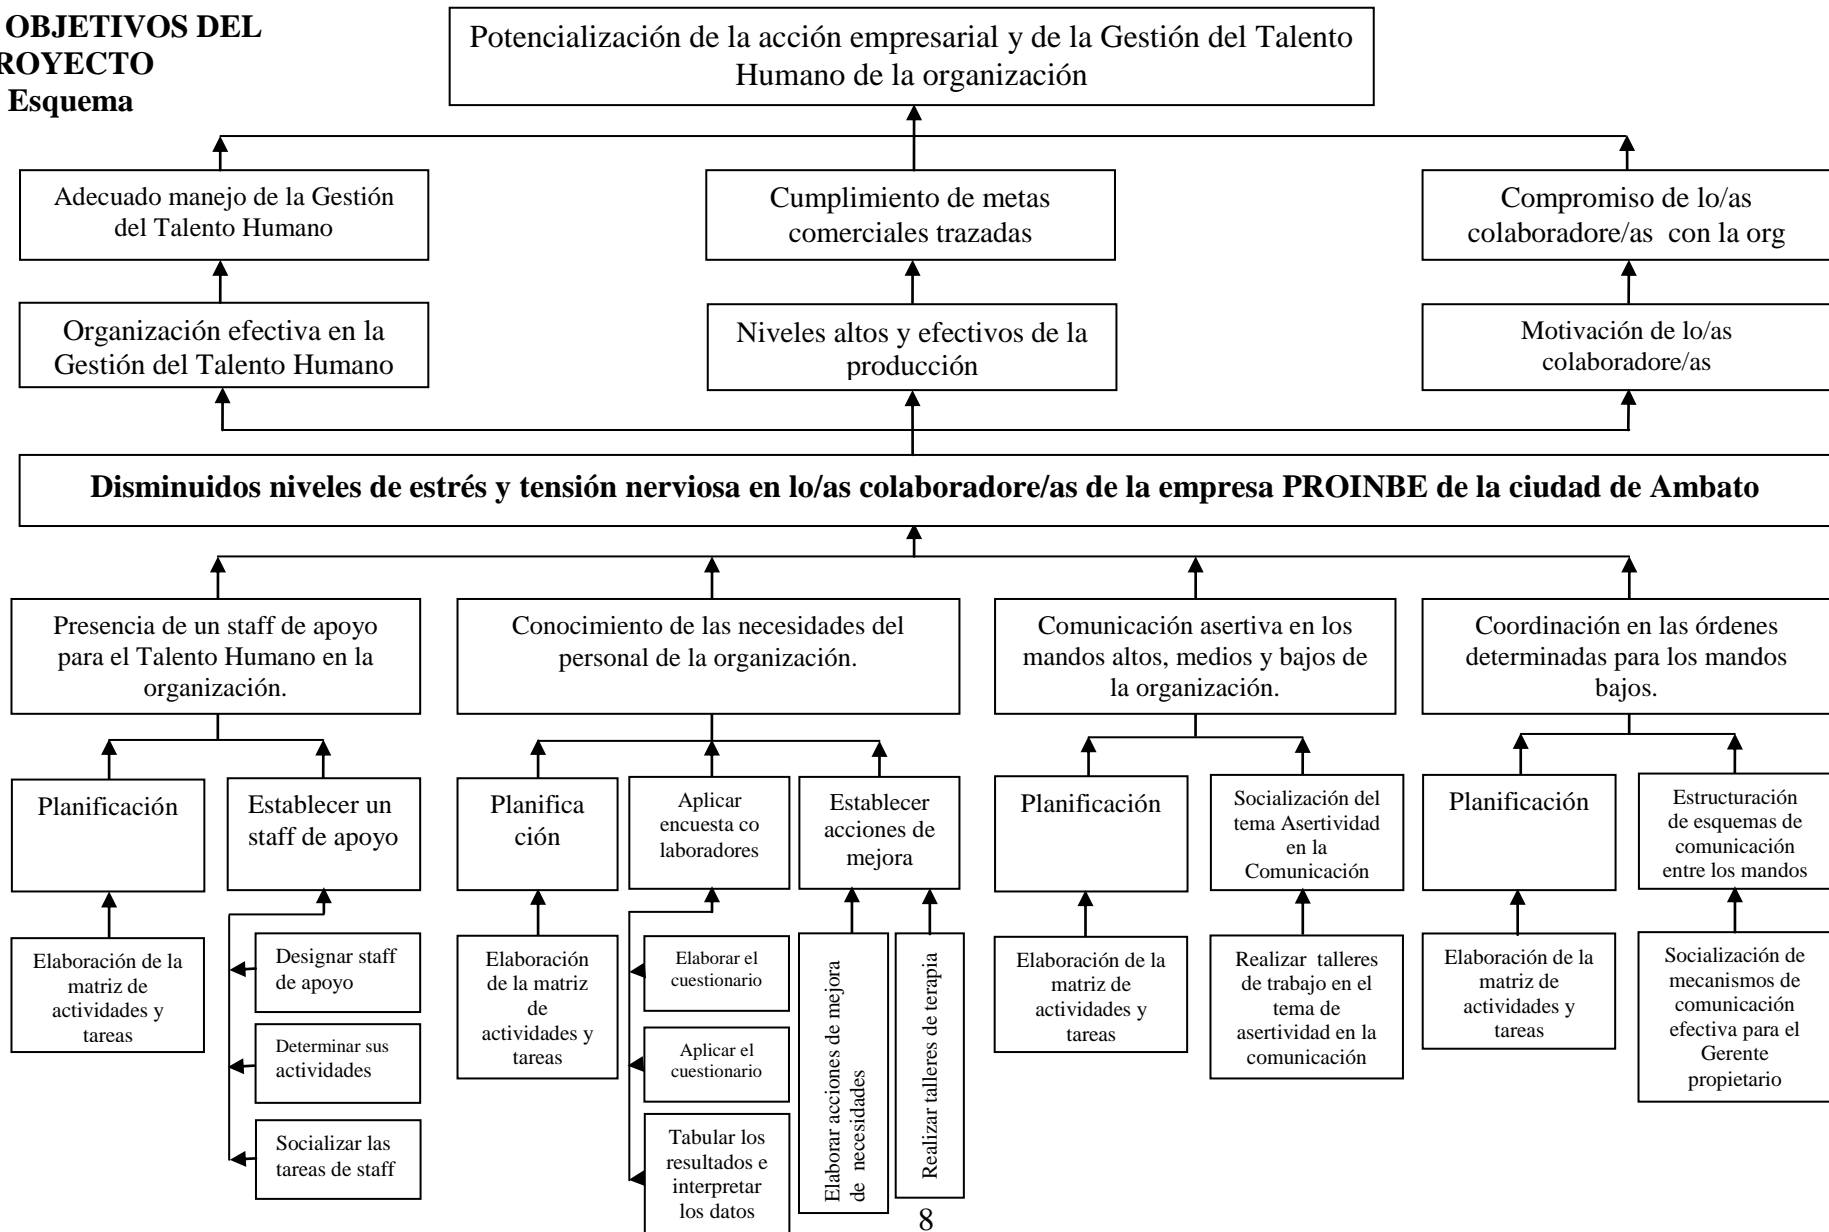 OBJETIVOS DEL
ROYECTO
Esquema
Potencialización de la acción empresarial y de la Gestión del Talento
Humano de la organización
Adecuado manejo de la Gestión
del Talento Humano
Cumplimiento de metas
comerciales trazadas
Compromiso de lo/as
colaboradore/as con la org
Organización efectiva en la
Gestión del Talento Humano
Niveles altos y efectivos de la
producción
Motivación de lo/as
colaboradore/as
Disminuidos niveles de estrés y tensión nerviosa en lo/as colaboradore/as de la empresa PROINBE de la ciudad de Ambato
Presencia de un staff de apoyo
para el Talento Humano en la
organización.
Conocimiento de las necesidades del
personal de la organización.
Comunicación asertiva en los
mandos altos, medios y bajos de
la organización.
Coordinación en las órdenes
determinadas para los mandos
bajos.
Planificación
Establecer un
staff de apoyo
Planifica
ción
Aplicar
encuesta co
laboradores
Establecer
acciones de
mejora
Planificación
Socialización del
tema Asertividad
en la
Comunicación
Planificación
Estructuración
de esquemas de
comunicación
entre los mandos
Elaboración de la
matriz de
actividades y
tareas
Designar staff
de apoyo
Determinar sus
actividades
Socializar las
tareas de staff
Elaboración
de la matriz
de
actividades y
tareas
Elaborar el
cuestionario
Aplicar el
cuestionario
Tabular los
resultados e
interpretar
los datos
Elaborar acciones de mejora
de necesidades
Realizar talleres de terapia
Elaboración de la
matriz de
actividades y
tareas
Realizar talleres
de trabajo en el
tema de
asertividad en la
comunicación
Elaboración de la
matriz de
actividades y
tareas
Socialización de
mecanismos de
comunicación
efectiva para el
Gerente
propietario
8